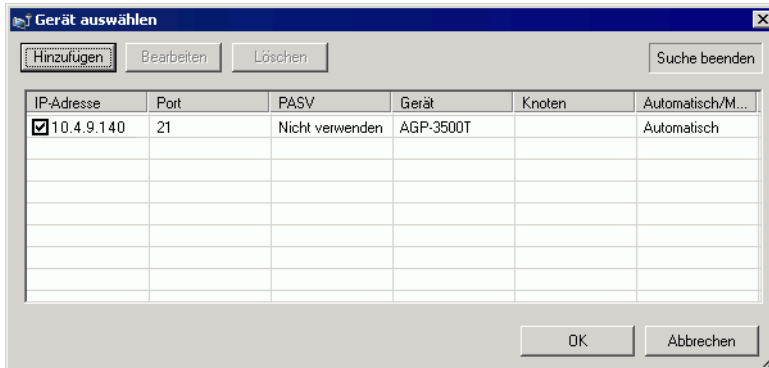 Gerät auswählen
Hinzufügen Bearbeiten Löschen Suche beenden
IP-Adresse Port PASV Gerät Knoten Automatisch/M...
10.4.9.140 21 Nicht verwenden AGP-3500T Automatisch
OK Abbrechen